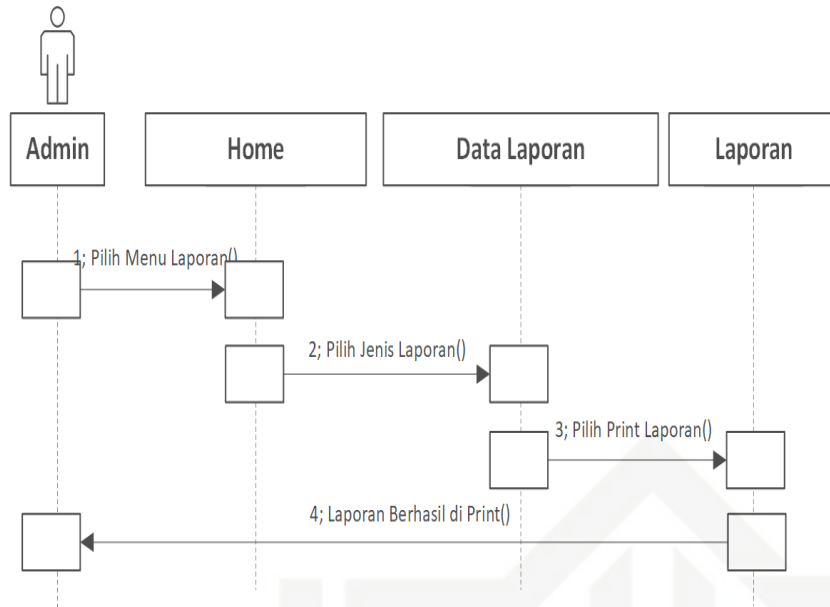 Admin
Home
Data Laporan
Laporan
1; Pilih Menu Laporan()
2; Pilih Jenis Laporan()
3; Pilih Print Laporan()
4; Laporan Berhasil di Print()